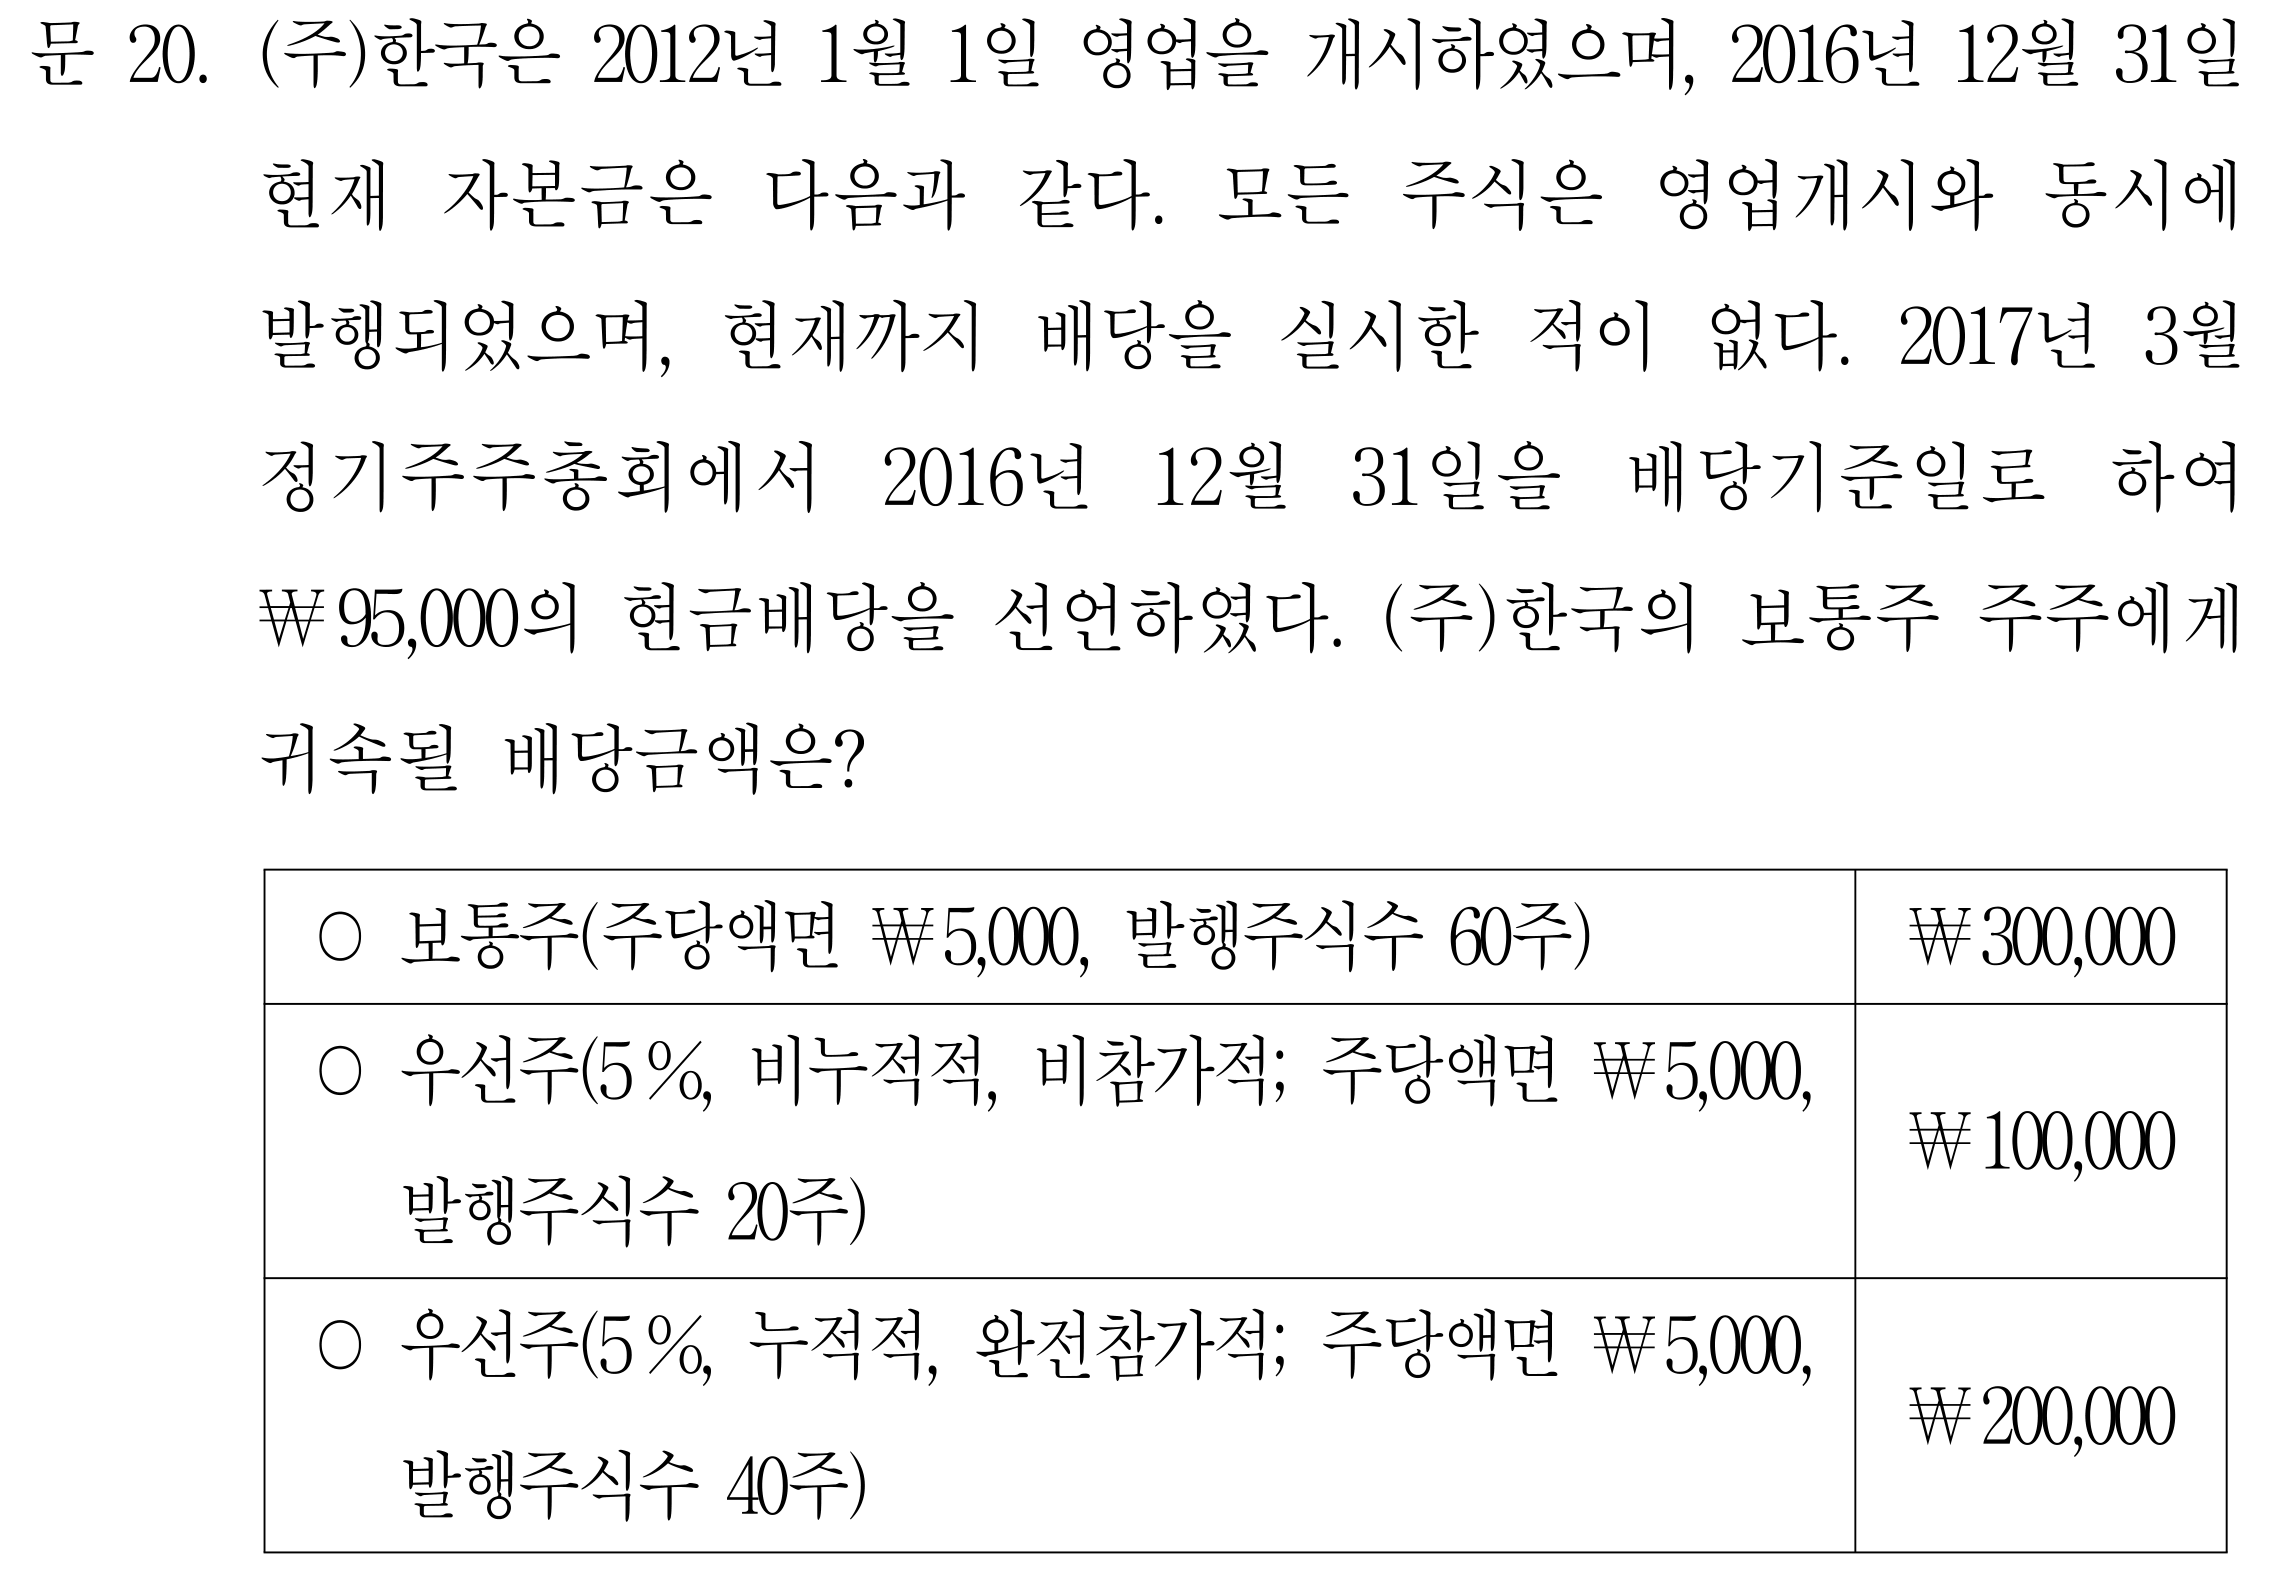 문 20. (주)한국은 2012년 1월 1일 영업을 개시하였으며, 2016년 12월 31일
현재 자본금은 다음과 같다. 모든 주식은 영업개시와 동시에
발행되었으며, 현재까지 배당을 실시한 적이 없다. 2017년 3월
정기주주총회에서 2016년 12월 31일을 배당기준일로 하여
₩95,000의 현금배당을 선언하였다. (주)한국의 보통주 주주에게
귀속될 배당금액은?
○ 보통주(주당액면 ₩5,000, 발행주식수 60주) ₩300,000
○ 우선주(5%, 비누적적, 비참가적; 주당액면 ₩5,000,
발행주식수 20주) ₩100,000
○ 우선주(5%, 누적적, 완전참가적; 주당액면 ₩5,000,
발행주식수 40주) ₩200,000